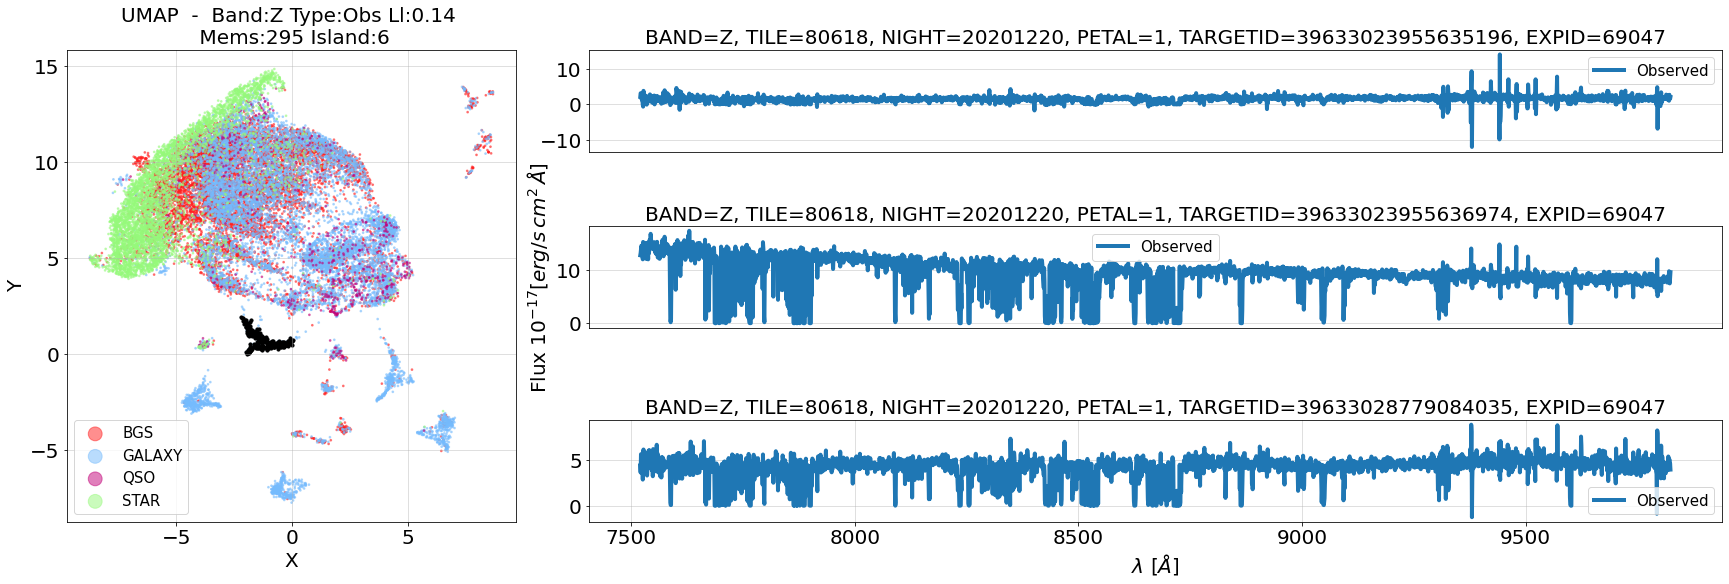 UMAP  -  Band:Z Type:Obs Ll:0.14
Mems:295 Island:6
15
10
5
0
−5
Y
−5
0
5
X
BGS
GALAXY
QSO
STAR
Flux 10⁻¹⁷[erg/s cm² Å]
BAND=Z, TILE=80618, NIGHT=20201220, PETAL=1, TARGETID=39633023955635196, EXPID=69047
10
0
−10
Observed
BAND=Z, TILE=80618, NIGHT=20201220, PETAL=1, TARGETID=39633023955636974, EXPID=69047
10
0
Observed
BAND=Z, TILE=80618, NIGHT=20201220, PETAL=1, TARGETID=39633028779084035, EXPID=69047
5
0
Observed
7500
8000
8500
9000
9500
λ [Å]